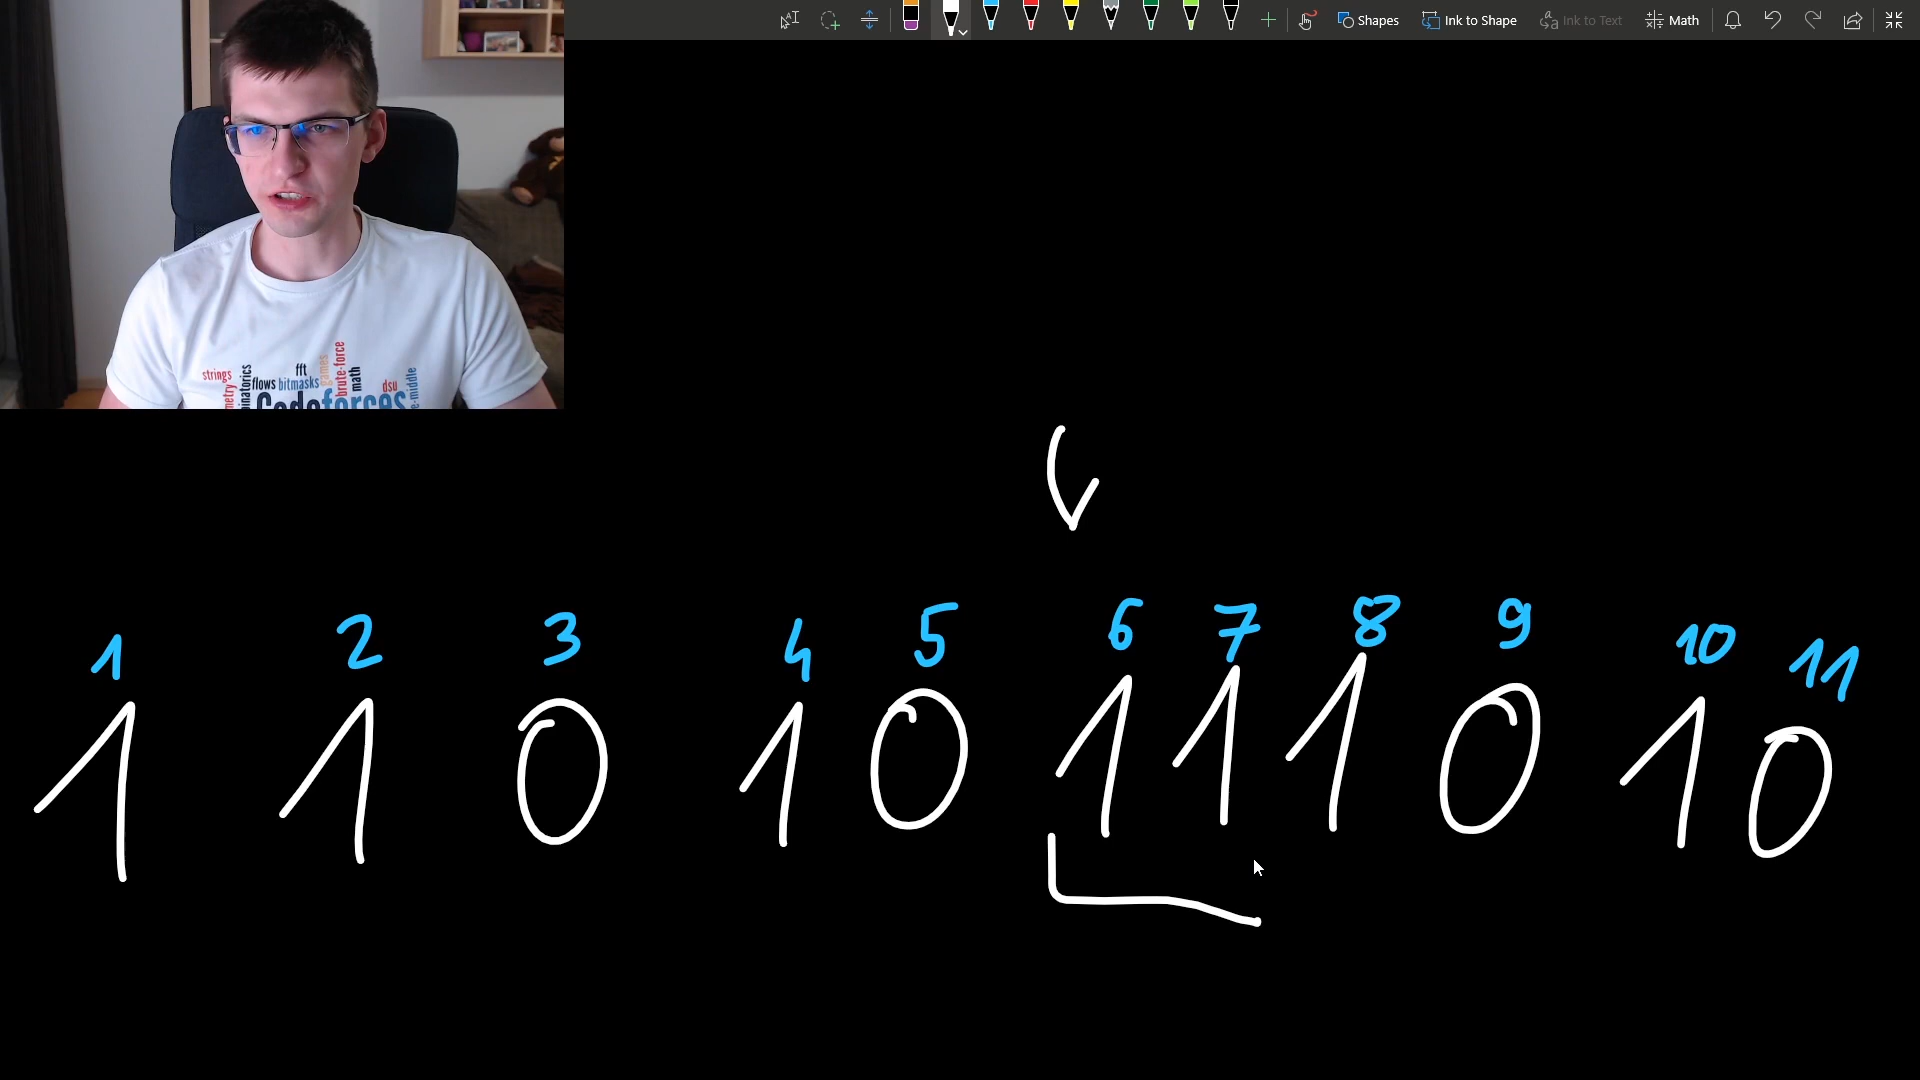 Shapes Ink to Shape Ink to Text Math
strings
fft
games
brute-force
math
flows bitmasks
dsu
Codeforces
1 2 3 4 5 6 7 8 9 10 11
1 1 0 1 0 1 1 1 0 1 0